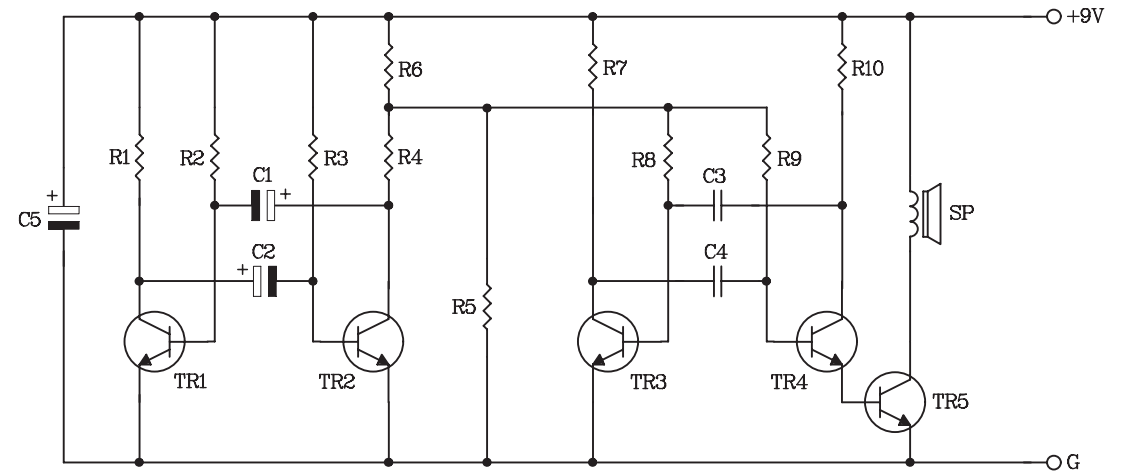 +9V
R6
R7
R10
R1
R2
R3
R4
R8
R9
C1
+
C3
+
C5
SP
C2
+
C4
R5
TR1
TR2
TR3
TR4
TR5
G